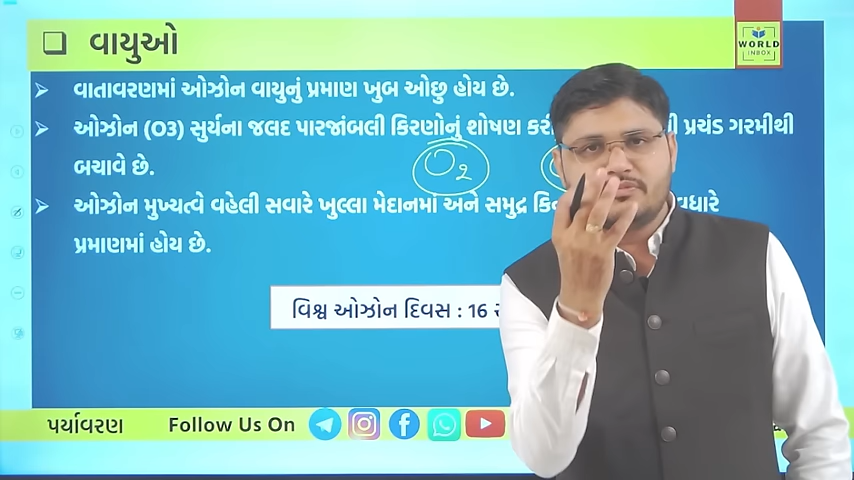 ❑ વાયુઓ
WORLD
INBOX
➢ વાતાવરણમાં ઓઝોન વાયુનું પ્રમાણ ખુબ ઓછુ હોય છે.
➢ ઓઝોન (O3) સુર્યના જલદ પારજાંબલી કિરણોનું શોષણ કરી પ્રચંડ ગરમીથી
બચાવે છે.
O2
➢ ઓઝોન મુખ્યત્વે વહેલી સવારે ખુલ્લા મેદાનમાં અને સમુદ્ર વધારે
પ્રમાણમાં હોય છે.
વિશ્વ ઓઝોન દિવસ : 16
પર્યાવરણ Follow Us On